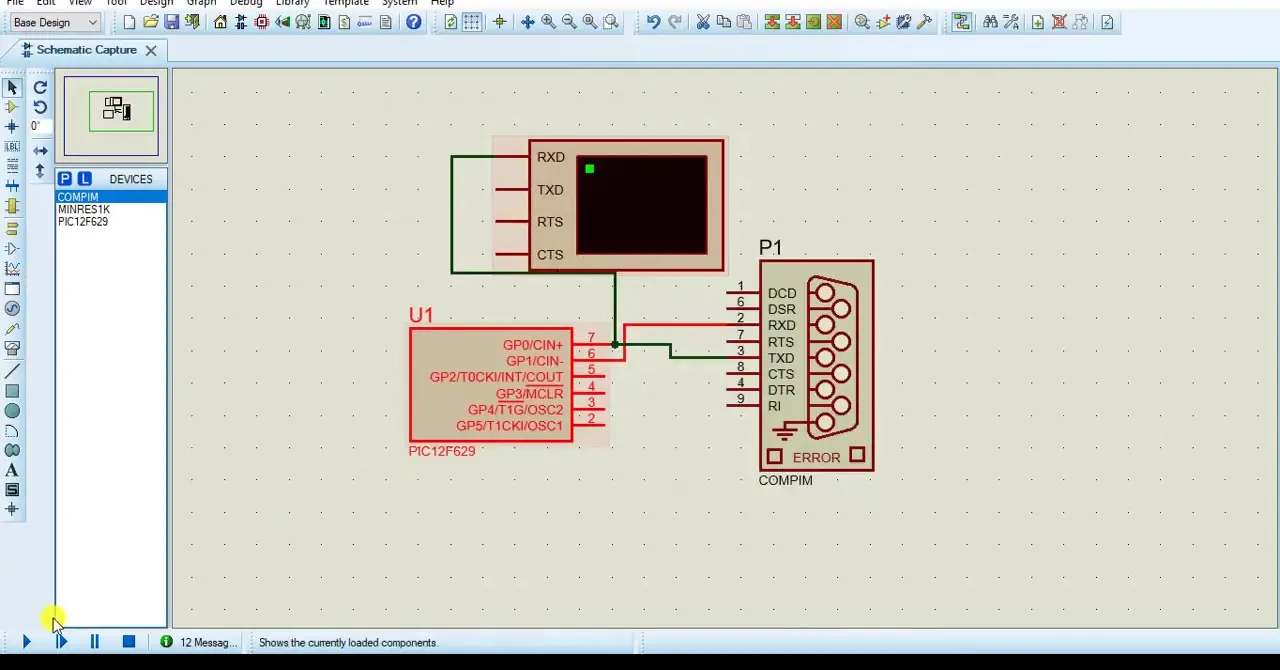 File Edit View Tool Design Graph Debug Library Template System Help
Base Design
Schematic Capture
0°
P L DEVICES
COMPIM
MINRES1K
PIC12F629
LBL
A
S
RXD
TXD
RTS
CTS
U1
GP0/CIN+ 7
GP1/CIN- 6
GP2/T0CKI/INT/COUT 5
GP3/MCLR 4
GP4/T1G/OSC2 3
GP5/T1CKI/OSC1 2
PIC12F629
P1
1 DCD
6 DSR
2 RXD
7 RTS
3 TXD
8 CTS
4 DTR
9 RI
ERROR
COMPIM
12 Messag... Shows the currently loaded components.